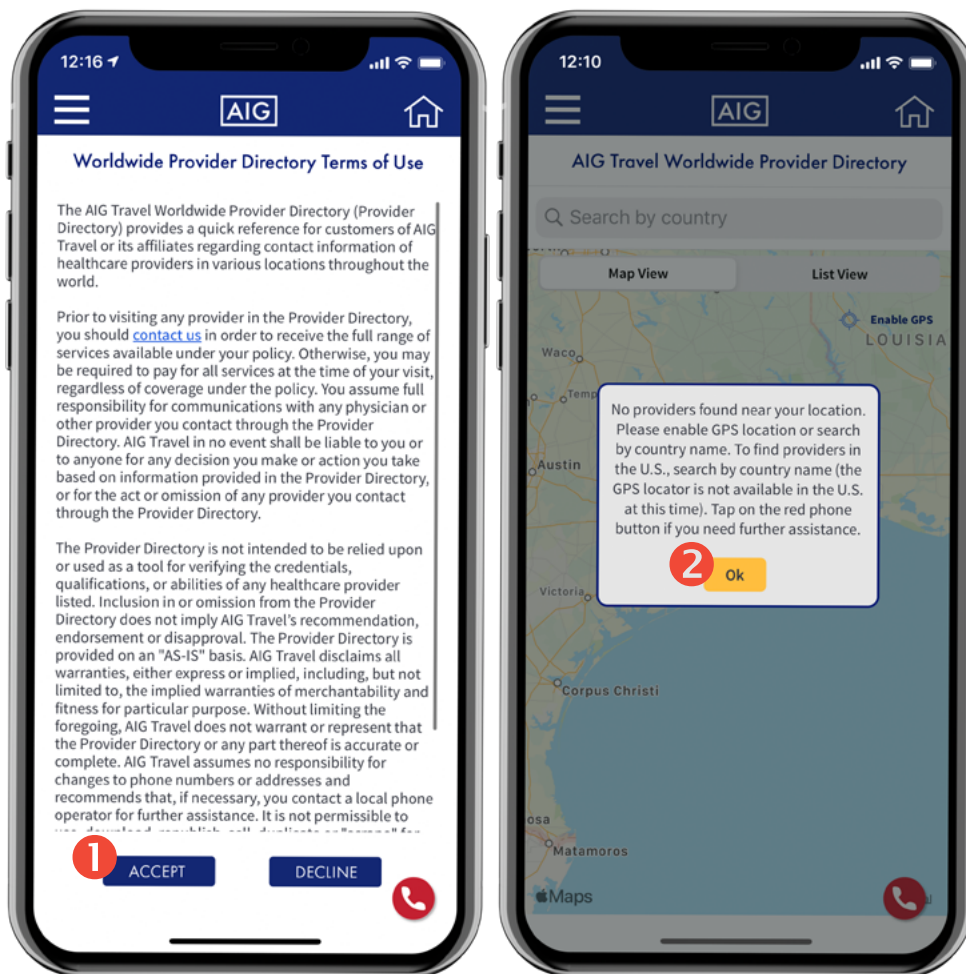 12:16
AIG
Worldwide Provider Directory Terms of Use
The AIG Travel Worldwide Provider Directory (Provider
Directory) provides a quick reference for customers of AIG
Travel or its affiliates regarding contact information of
healthcare providers in various locations throughout the
world.
Prior to visiting any provider in the Provider Directory,
you should contact us in order to receive the full range of
services available under your policy. Otherwise, you may
be required to pay for all services at the time of your visit,
regardless of coverage under the policy. You assume full
responsibility for communications with any physician or
other provider you contact through the Provider
Directory. AIG Travel in no event shall be liable to you or
to anyone for any decision you make or action you take
based on information provided in the Provider Directory,
or for the act or omission of any provider you contact
through the Provider Directory.
The Provider Directory is not intended to be relied upon
or used as a tool for verifying the credentials,
qualifications, or abilities of any healthcare provider
listed. Inclusion in or omission from the Provider
Directory does not imply AIG Travel's recommendation,
endorsement or disapproval. The Provider Directory is
provided on an "AS-IS" basis. AIG Travel disclaims all
warranties, either express or implied, including, but not
limited to, the implied warranties of merchantability and
fitness for particular purpose. Without limiting the
foregoing, AIG Travel does not warrant or represent that
the Provider Directory or any part thereof is accurate or
complete. AIG Travel assumes no responsibility for
changes to phone numbers or addresses and
recommends that, if necessary, you contact a local phone
operator for further assistance. It is not permissible to
1
ACCEPT
DECLINE
12:10
AIG
AIG Travel Worldwide Provider Directory
Search by country
Map View
List View
Enable GPS
LOUISIA
Waco
Temp
No providers found near your location.
Please enable GPS location or search
by country name. To find providers in
the U.S., search by country name (the
GPS locator is not available in the U.S.
at this time). Tap on the red phone
button if you need further assistance.
Austin
2
Ok
Victoria
Corpus Christi
osa
Matamoros
Maps